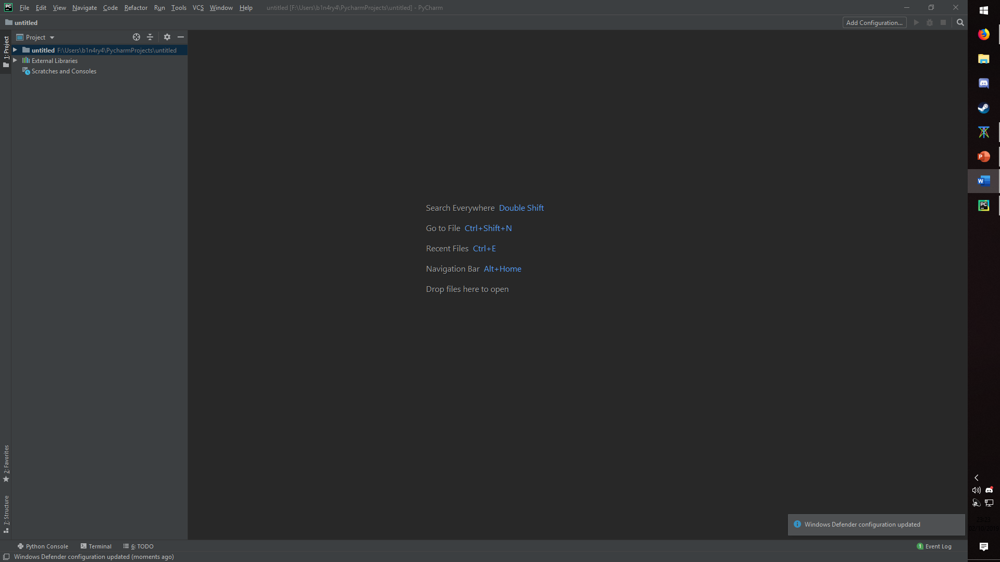 File Edit View Navigate Code Refactor Run Tools VCS Window Help untitled [F:\Users\b1n4ry4\PycharmProjects\untitled] - PyCharm
untitled
Add Configuration...
Project
untitled F:\Users\b1n4ry4\PycharmProjects\untitled
External Libraries
Scratches and Consoles
1: Project
2: Favorites
7: Structure
Search Everywhere Double Shift
Go to File Ctrl+Shift+N
Recent Files Ctrl+E
Navigation Bar Alt+Home
Drop files here to open
Windows Defender configuration updated
Python Console Terminal 6: TODO
1 Event Log
Windows Defender configuration updated (moments ago)